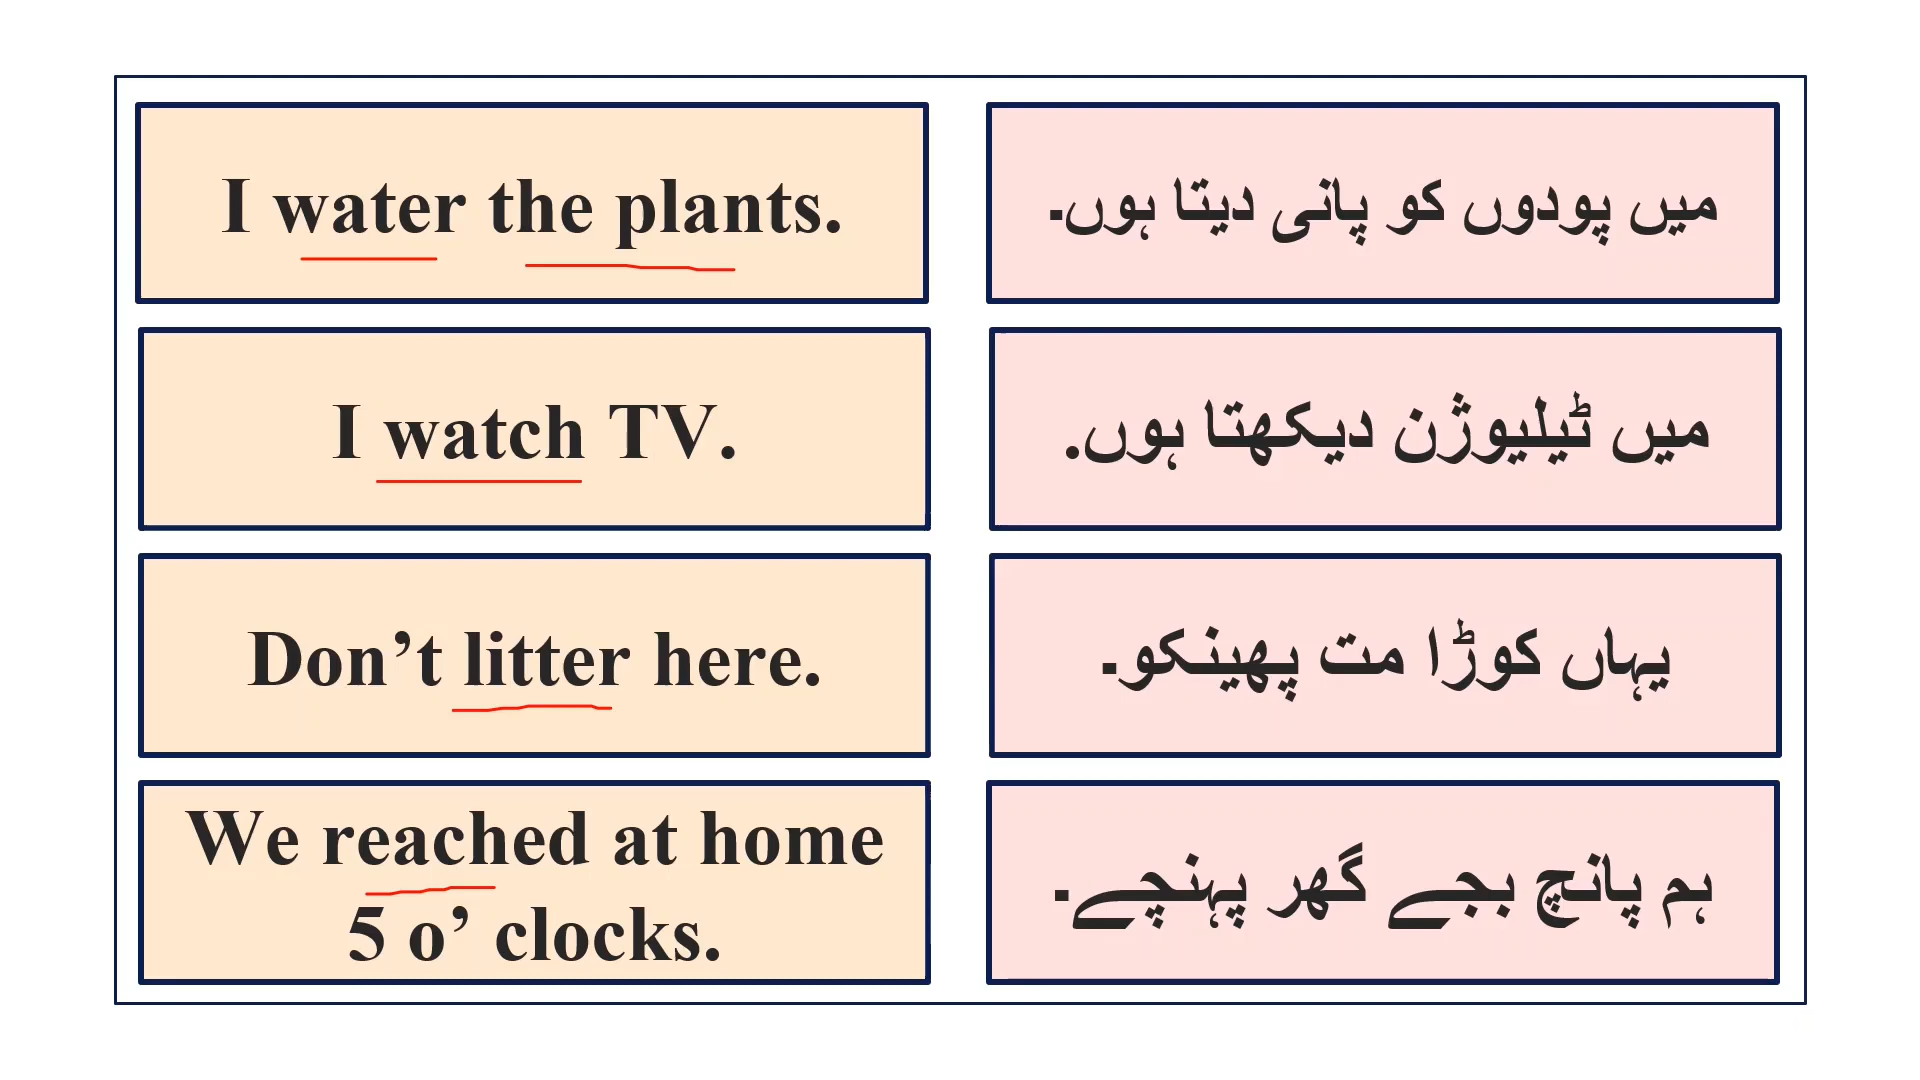 I water the plants.
میں پودوں کو پانی دیتا ہوں۔
I watch TV.
میں ٹیلیوژن دیکھتا ہوں.
Don’t litter here.
یہاں کوڑا مت پھینکو۔
We reached at home
5 o’ clocks.
ہم پانچ بجے گھر پہنچے۔